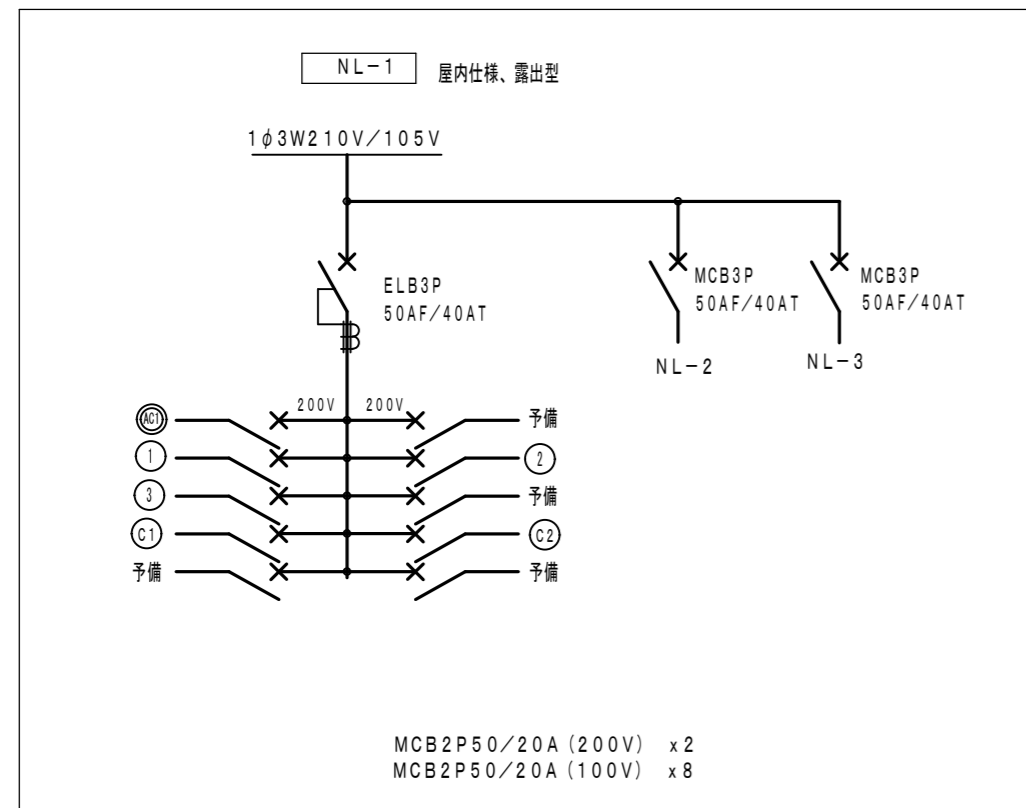 NL-1 屋内仕様、露出型
1φ3W210V/105V
ELB3P
50AF/40AT
MCB3P
50AF/40AT
NL-2
MCB3P
50AF/40AT
NL-3
AC1 200V 200V 予備
1 2
3 予備
C1 C2
予備 予備
MCB2P50/20A(200V) x2
MCB2P50/20A(100V) x8